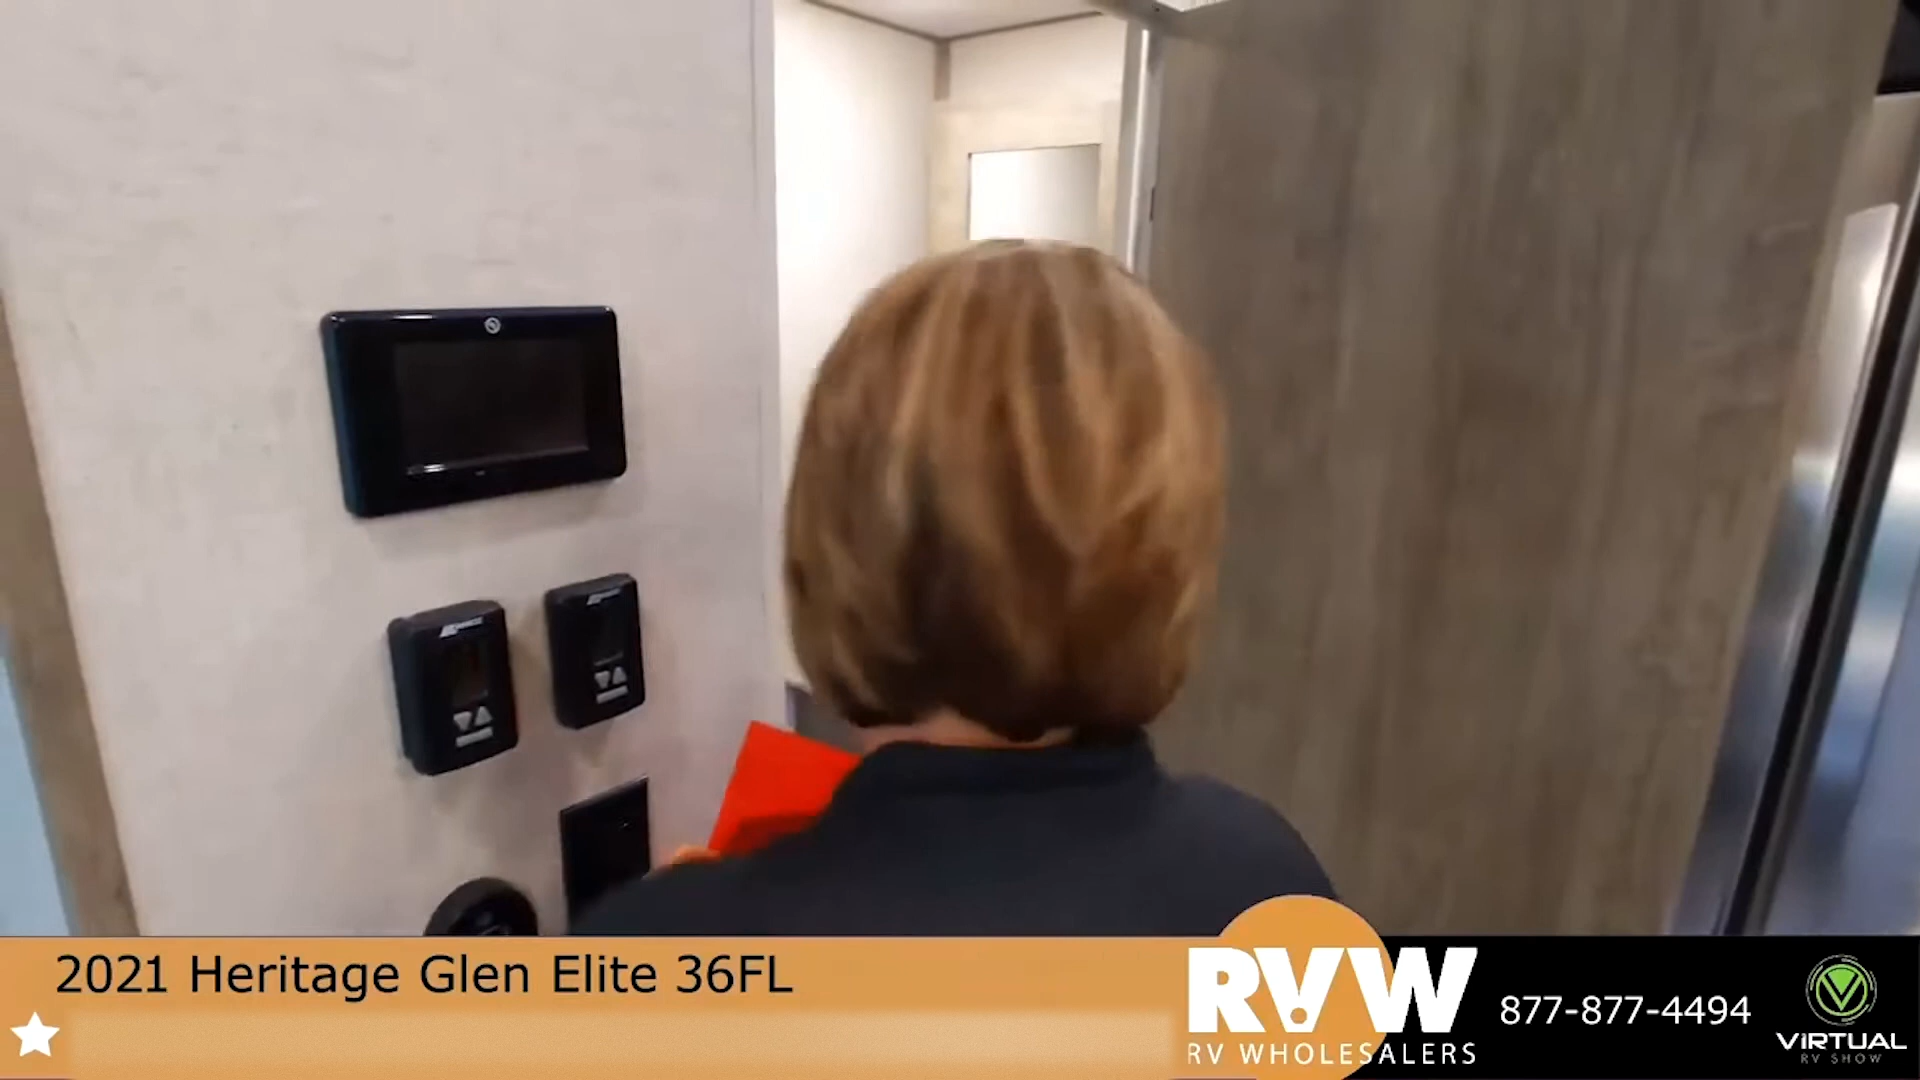 2021 Heritage Glen Elite 36FL
RVW
RV WHOLESALERS
877-877-4494
VIRTUAL
RV SHOW